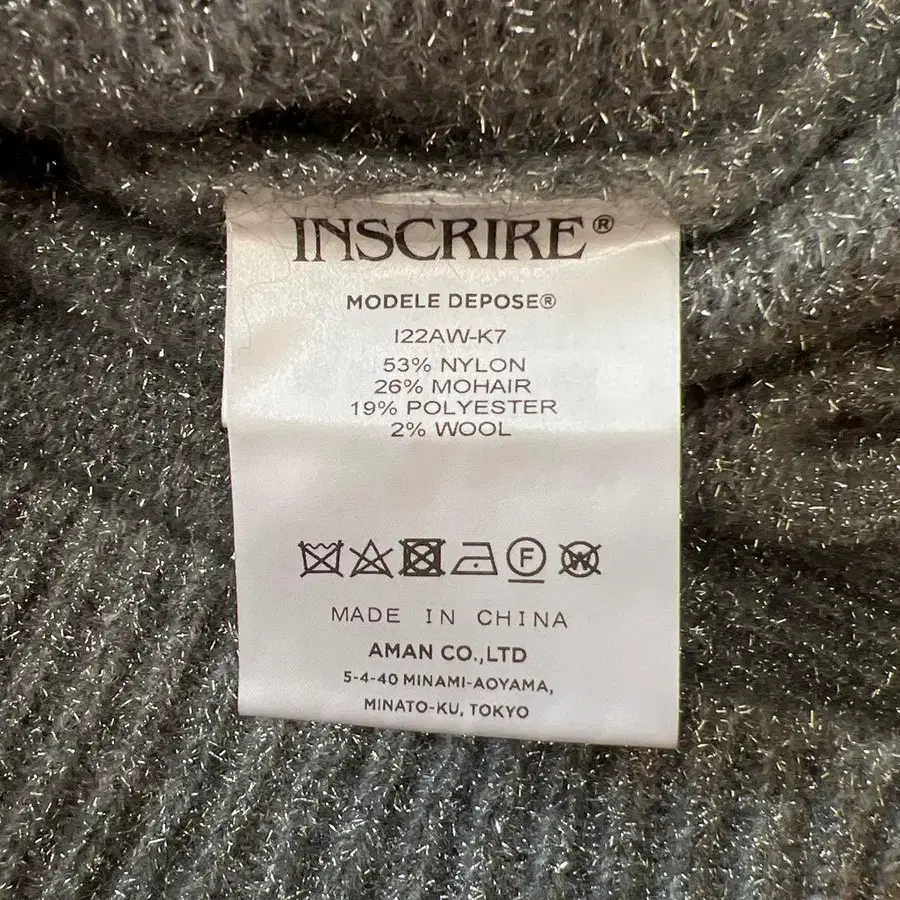 INSCRIRE®
MODELE DEPOSE®
I22AW-K7
53% NYLON
26% MOHAIR
19% POLYESTER
2% WOOL
F W
MADE IN CHINA
AMAN CO.,LTD
5-4-40 MINAMI-AOYAMA,
MINATO-KU, TOKYO